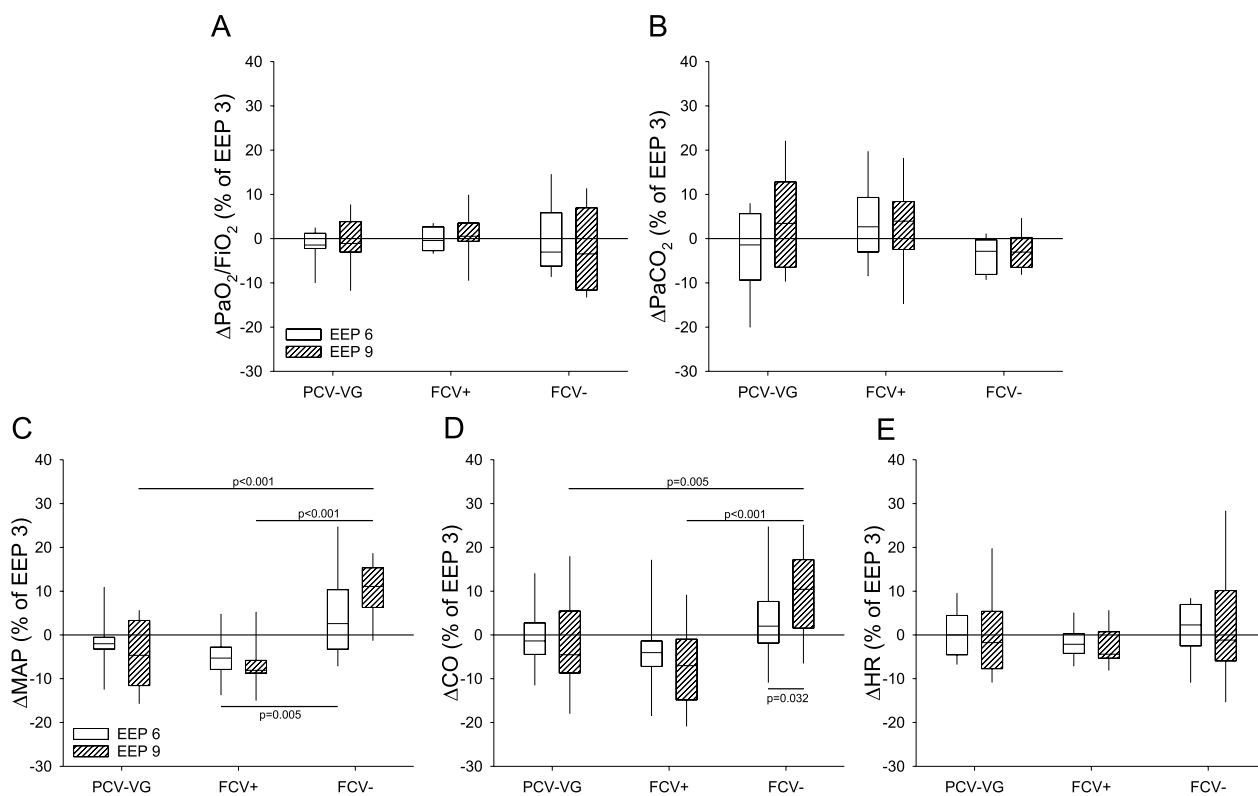 A
40
30
20
10
0
-10
-20
-30
ΔPaO2/FiO2 (% of EEP 3)
EEP 6
EEP 9
PCV-VG FCV+ FCV-
B
40
30
20
10
0
-10
-20
-30
ΔPaCO2 (% of EEP 3)
PCV-VG FCV+ FCV-
C
40
30
20
10
0
-10
-20
-30
ΔMAP (% of EEP 3)
p<0.001
p<0.001
p=0.005
EEP 6
EEP 9
PCV-VG FCV+ FCV-
D
40
30
20
10
0
-10
-20
-30
ΔCO (% of EEP 3)
p=0.005
p<0.001
p=0.032
PCV-VG FCV+ FCV-
E
40
30
20
10
0
-10
-20
-30
ΔHR (% of EEP 3)
PCV-VG FCV+ FCV-